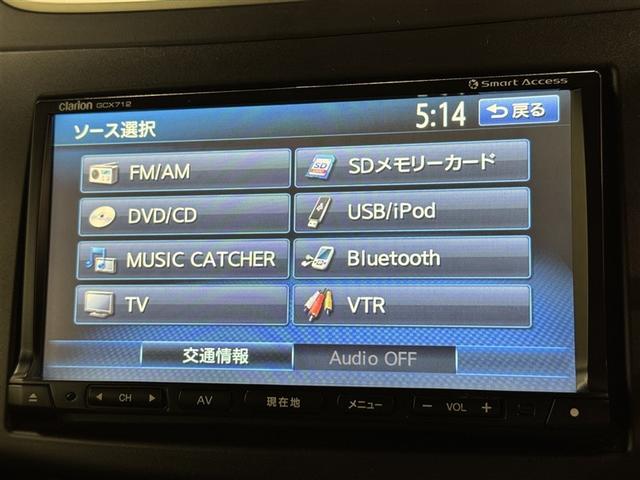 clarion GCX712
Smart Access
5:14 戻る
ソース選択
FM/AM SDメモリーカード
DVD/CD USB/iPod
MUSIC CATCHER Bluetooth
TV VTR
交通情報 Audio OFF
CH AV 現在地 メニュー − VOL +